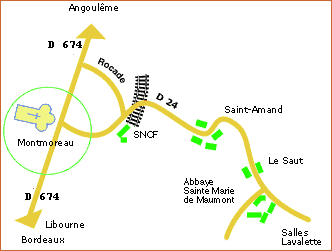 Angoulême
D 674
Rocade
D 24
Saint-Amand
SNCF
Montmoreau
Le Saut
Abbaye
Sainte Marie
de Maumont
D 674
Libourne
Bordeaux
Salles
Lavalette